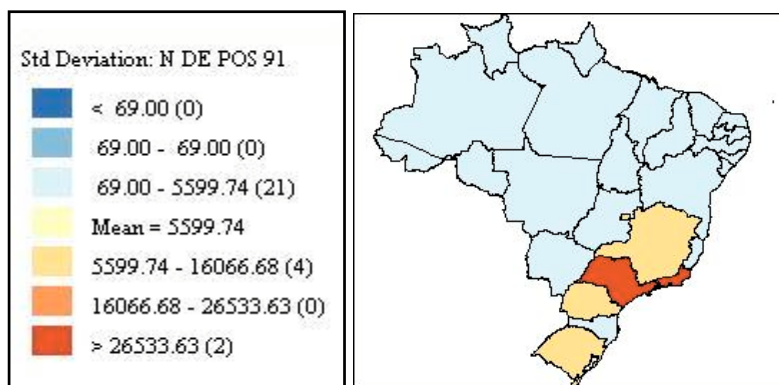 Std Deviation: N DE POS 91
< 69.00 (0)
69.00 - 69.00 (0)
69.00 - 5599.74 (21)
Mean = 5599.74
5599.74 - 16066.68 (4)
16066.68 - 26533.63 (0)
> 26533.63 (2)